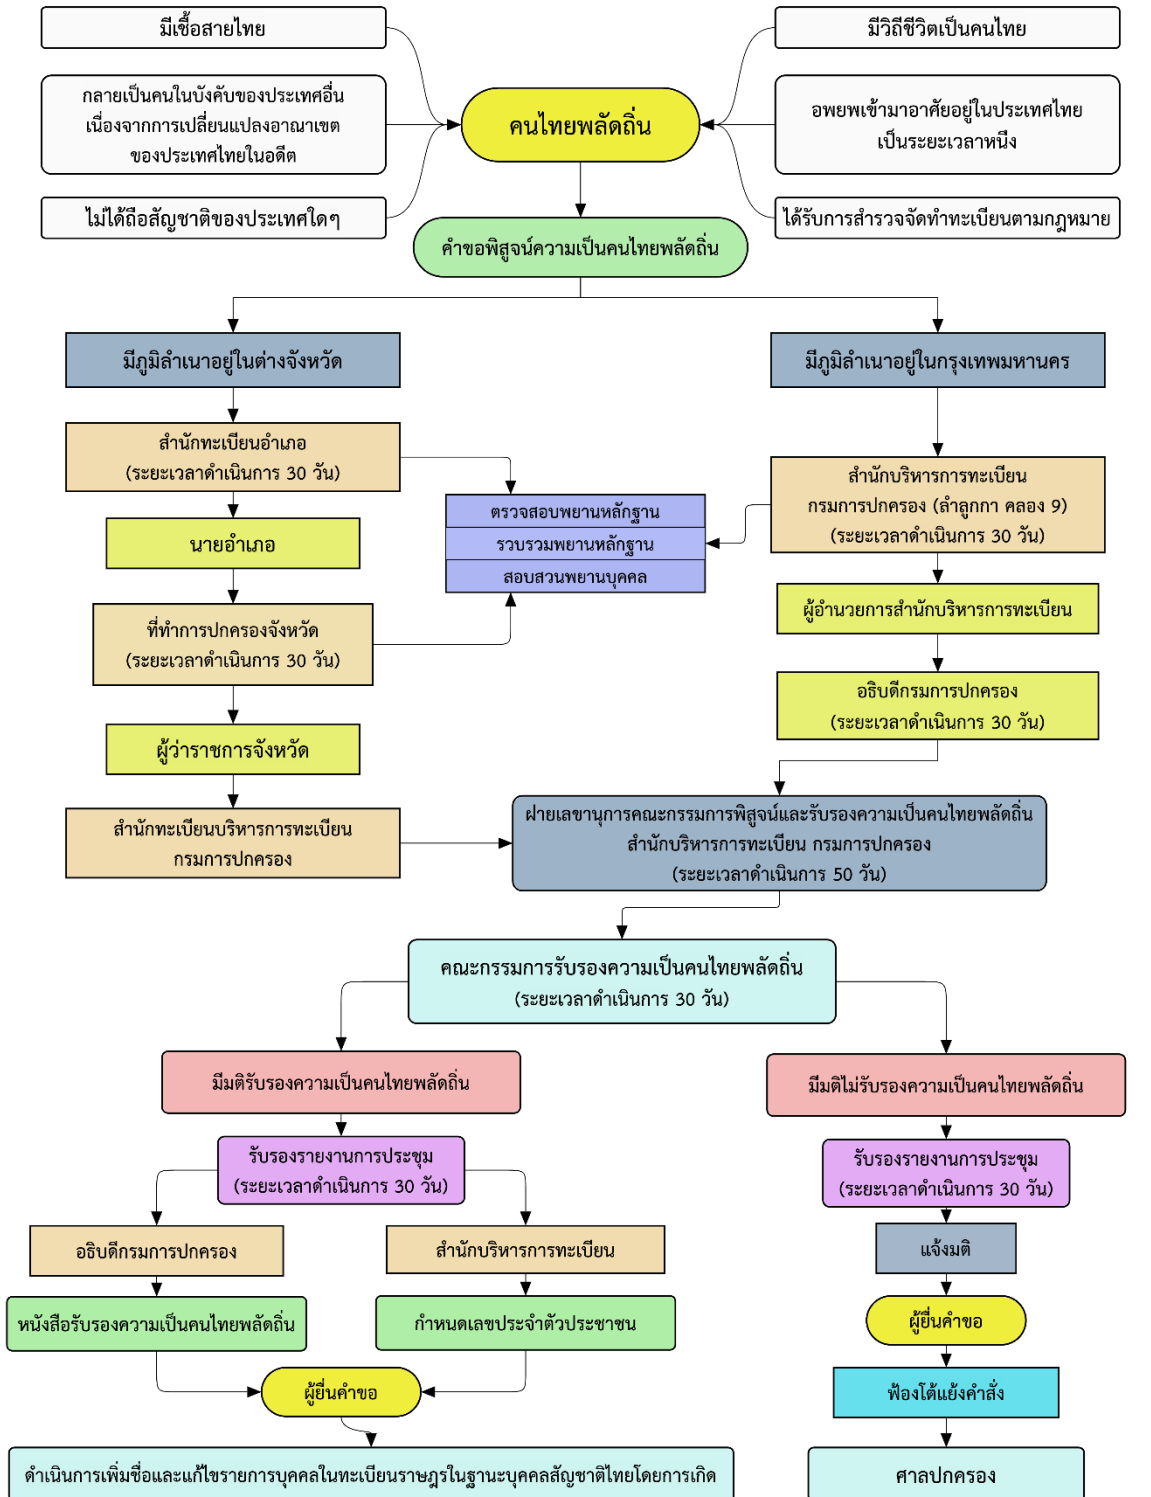 มีเชื้อสายไทย
มีวิถีชีวิตเป็นคนไทย
กลายเป็นคนในบังคับของประเทศอื่น
เนื่องจากการเปลี่ยนแปลงอาณาเขต
ของประเทศไทยในอดีต
คนไทยพลัดถิ่น
อพยพเข้ามาอาศัยอยู่ในประเทศไทย
เป็นระยะเวลาหนึ่ง
ไม่ได้ถือสัญชาติของประเทศใดๆ
ได้รับการสำรวจจัดทำทะเบียนตามกฎหมาย
คำขอพิสูจน์ความเป็นคนไทยพลัดถิ่น
มีภูมิลำเนาอยู่ในต่างจังหวัด
มีภูมิลำเนาอยู่ในกรุงเทพมหานคร
สำนักทะเบียนอำเภอ
(ระยะเวลาดำเนินการ 30 วัน)
สำนักบริหารการทะเบียน
กรมการปกครอง (ลำลูกกา คลอง 9)
(ระยะเวลาดำเนินการ 30 วัน)
ตรวจสอบพยานหลักฐาน
รวบรวมพยานหลักฐาน
สอบสวนพยานบุคคล
นายอำเภอ
ผู้อำนวยการสำนักบริหารการทะเบียน
ที่ทำการปกครองจังหวัด
(ระยะเวลาดำเนินการ 30 วัน)
อธิบดีกรมการปกครอง
(ระยะเวลาดำเนินการ 30 วัน)
ผู้ว่าราชการจังหวัด
สำนักทะเบียนบริหารการทะเบียน
กรมการปกครอง
ฝ่ายเลขานุการคณะกรรมการพิสูจน์และรับรองความเป็นคนไทยพลัดถิ่น
สำนักบริหารการทะเบียน กรมการปกครอง
(ระยะเวลาดำเนินการ 50 วัน)
คณะกรรมการรับรองความเป็นคนไทยพลัดถิ่น
(ระยะเวลาดำเนินการ 30 วัน)
มีมติรับรองความเป็นคนไทยพลัดถิ่น
มีมติไม่รับรองความเป็นคนไทยพลัดถิ่น
รับรองรายงานการประชุม
(ระยะเวลาดำเนินการ 30 วัน)
รับรองรายงานการประชุม
(ระยะเวลาดำเนินการ 30 วัน)
อธิบดีกรมการปกครอง
สำนักบริหารการทะเบียน
แจ้งมติ
หนังสือรับรองความเป็นคนไทยพลัดถิ่น
กำหนดเลขประจำตัวประชาชน
ผู้ยื่นคำขอ
ผู้ยื่นคำขอ
ฟ้องโต้แย้งคำสั่ง
ดำเนินการเพิ่มชื่อและแก้ไขรายการบุคคลในทะเบียนราษฎรในฐานะบุคคลสัญชาติไทยโดยการเกิด
ศาลปกครอง